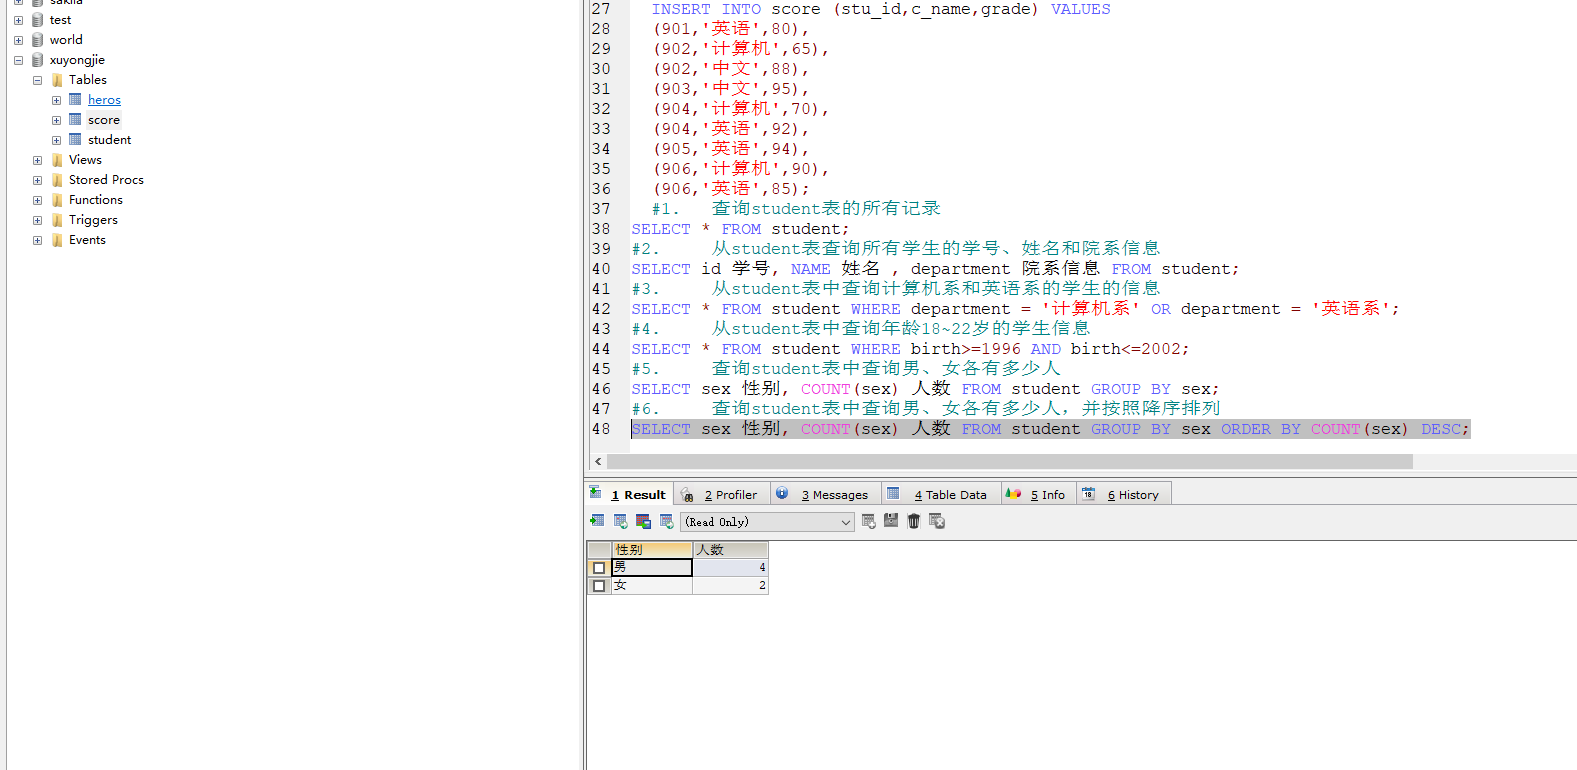 sakila
test
world
xuyongjie
Tables
heros
score
student
Views
Stored Procs
Functions
Triggers
Events
27 INSERT INTO score (stu_id,c_name,grade) VALUES
28 (901,'英语',80),
29 (902,'计算机',65),
30 (902,'中文',88),
31 (903,'中文',95),
32 (904,'计算机',70),
33 (904,'英语',92),
34 (905,'英语',94),
35 (906,'计算机',90),
36 (906,'英语',85);
37 #1. 查询student表的所有记录
38 SELECT * FROM student;
39 #2. 从student表查询所有学生的学号、姓名和院系信息
40 SELECT id 学号, NAME 姓名 , department 院系信息 FROM student;
41 #3. 从student表中查询计算机系和英语系的学生的信息
42 SELECT * FROM student WHERE department = '计算机系' OR department = '英语系';
43 #4. 从student表中查询年龄18~22岁的学生信息
44 SELECT * FROM student WHERE birth>=1996 AND birth<=2002;
45 #5. 查询student表中查询男、女各有多少人
46 SELECT sex 性别, COUNT(sex) 人数 FROM student GROUP BY sex;
47 #6. 查询student表中查询男、女各有多少人，并按照降序排列
48 SELECT sex 性别, COUNT(sex) 人数 FROM student GROUP BY sex ORDER BY COUNT(sex) DESC;
1 Result 2 Profiler 3 Messages 4 Table Data 5 Info 6 History
(Read Only)
性别 人数
男 4
女 2